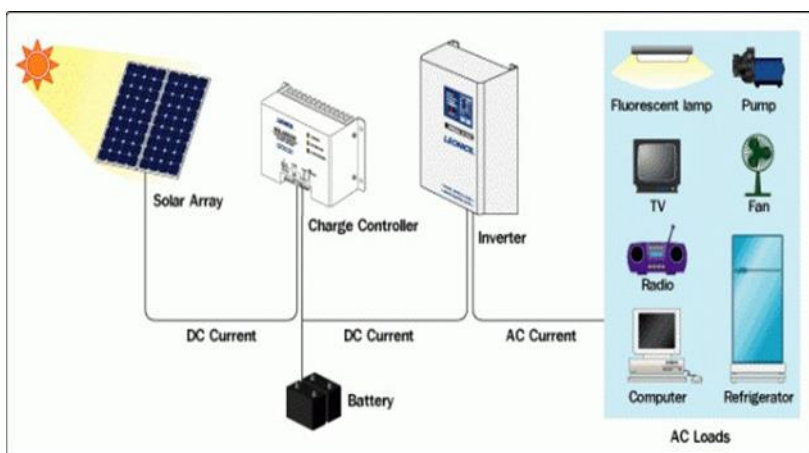 Fluorescent lamp
Pump
Solar Array
Charge Controller
Inverter
TV
Fan
Radio
DC Current
DC Current
AC Current
Battery
Computer
Refrigerator
AC Loads
LEONICS